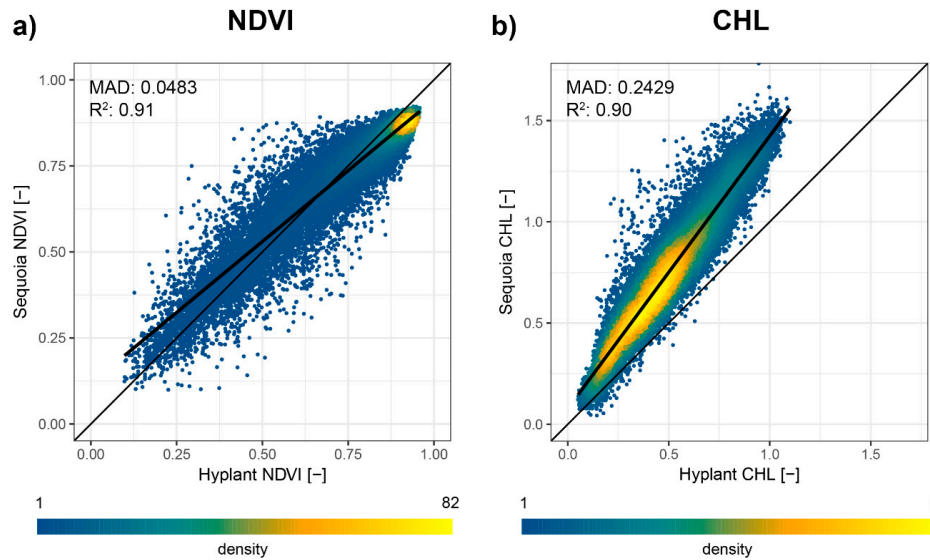 a)
NDVI
MAD: 0.0483
R²: 0.91
1.00
0.75
0.50
0.25
0.00
Sequoia NDVI [−]
0.00 0.25 0.50 0.75 1.00
Hyplant NDVI [−]
1 82
density
b)
CHL
MAD: 0.2429
R²: 0.90
1.5
1.0
0.5
0.0
Sequoia CHL [−]
0.0 0.5 1.0 1.5
Hyplant CHL [−]
1
density